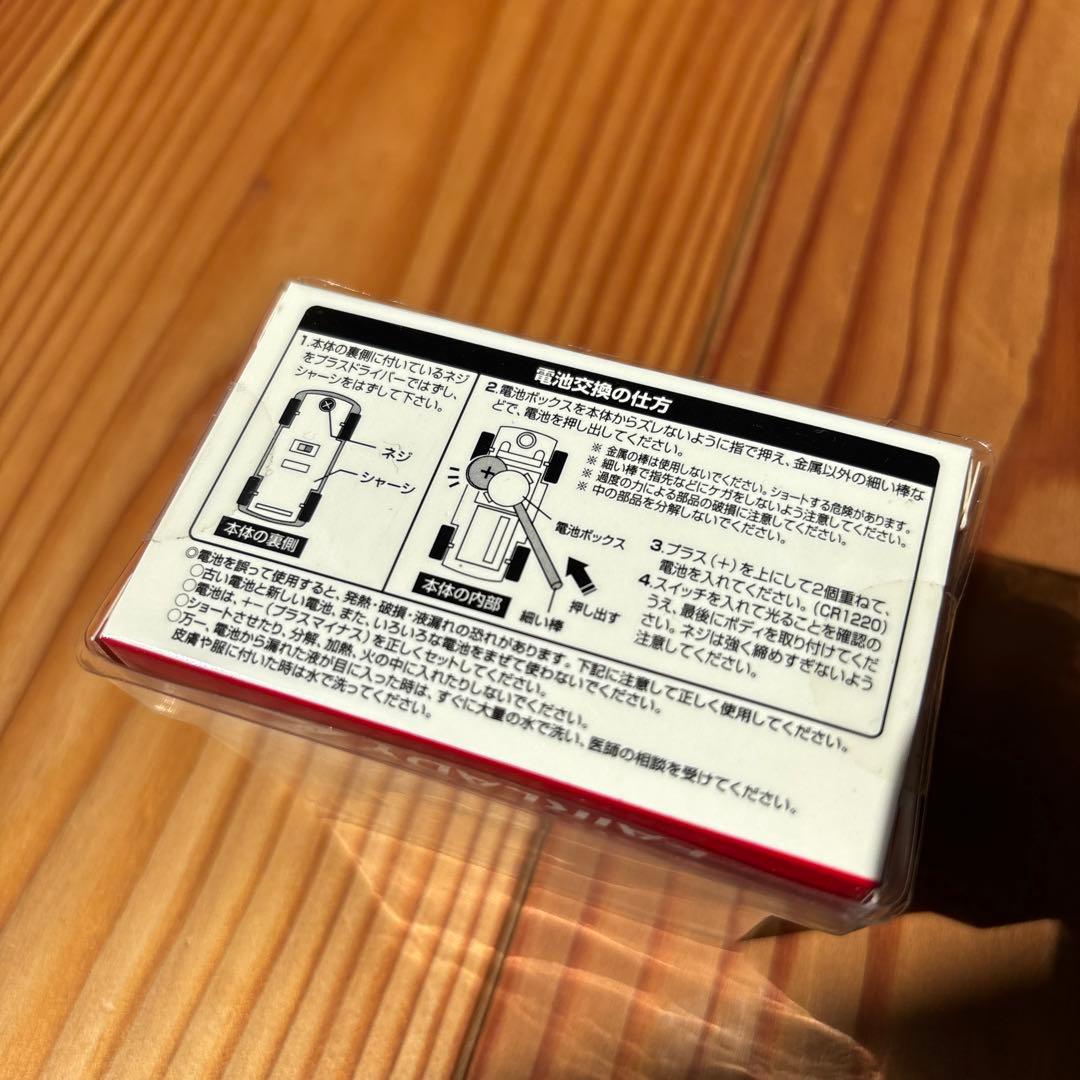 電池交換の仕方
1.本体の裏側に付いているネジ
をプラスドライバーではずし、
シャーシをはずして下さい。
ネジ
シャーシ
本体の裏側
2.電池ボックスを本体からズレないように指で押え、金属以外の細い棒な
どで、電池を押し出してください。
※ 金属の棒は使用しないでください。ショートする危険があります。
※ 細い棒で指先などにケガをしないよう注意してください。
※ 過度の力による部品の破損に注意してください。
※ 中の部品を分解しないでください。
電池ボックス
押し出す
細い棒
本体の内部
3.プラス(+)を上にして2個重ねて、
電池を入れてください。(CR1220)
4.スイッチを入れて光ることを確認の
うえ、最後にボディを取り付けてくだ
さい。ネジは強く締めすぎないよう
注意してください。
◎電池を誤って使用すると、発熱・破損・液漏れの恐れがあります。下記に注意して正しく使用してください。
○古い電池と新しい電池、また、いろいろな電池をまぜて使わないでください。
○電池は、+−(プラスマイナス)を正しくセットしてください。
○ショートさせたり、分解、加熱、火の中に入れたりしないでください。
○万一、電池から漏れた液が目に入った時は、すぐに大量の水で洗い、医師の相談を受けてください。
皮膚や服に付いた時は水で洗ってください。